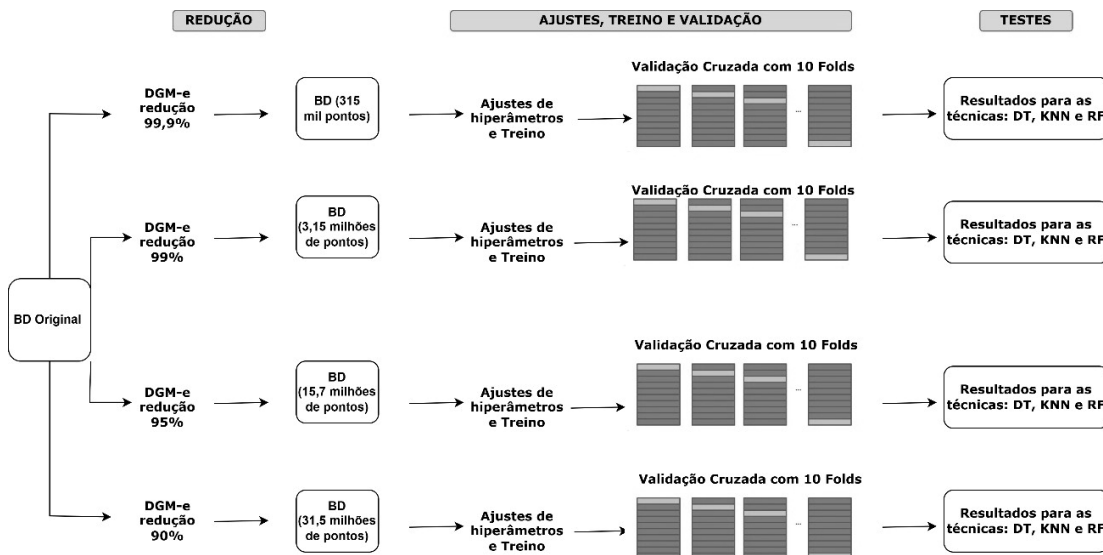 REDUÇÃO
AJUSTES, TREINO E VALIDAÇÃO
TESTES
BD Original
DGM-e
redução
99,9%
BD (315
mil pontos)
Ajustes de
hiperâmetros
e Treino
Validação Cruzada com 10 Folds
...
Resultados para as
técnicas: DT, KNN e RF
DGM-e
redução
99%
BD
(3,15 milhões
de pontos)
Ajustes de
hiperâmetros
e Treino
Validação Cruzada com 10 Folds
...
Resultados para as
técnicas: DT, KNN e RF
DGM-e
redução
95%
BD
(15,7 milhões
de pontos)
Ajustes de
hiperâmetros
e Treino
Validação Cruzada com 10 Folds
...
Resultados para as
técnicas: DT, KNN e RF
DGM-e
redução
90%
BD
(31,5 milhões
de pontos)
Ajustes de
hiperâmetros
e Treino
Validação Cruzada com 10 Folds
...
Resultados para as
técnicas: DT, KNN e RF